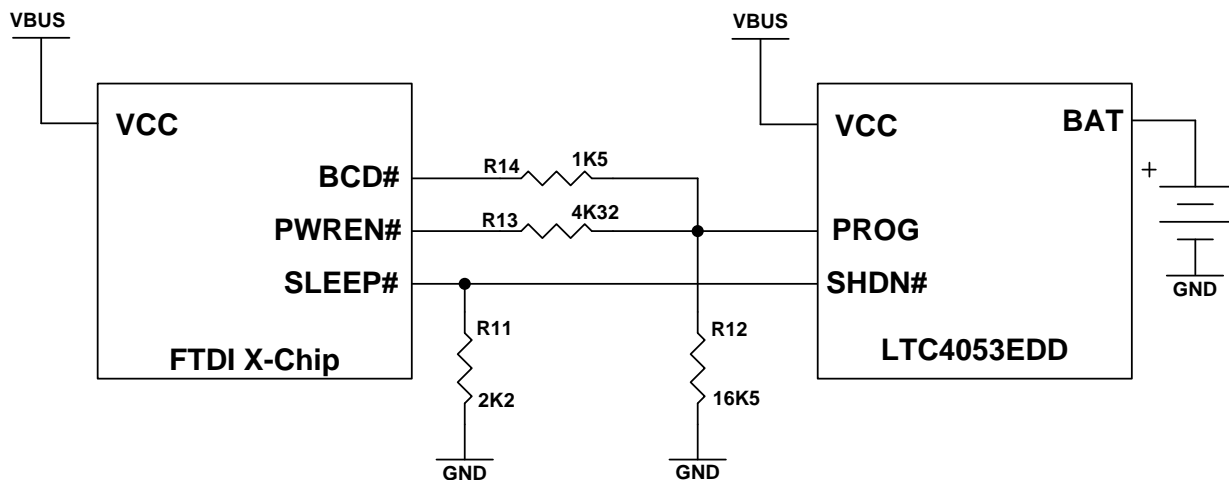 VBUS
VBUS
VCC
BCD#
PWREN#
SLEEP#
FTDI X-Chip
R14
1K5
R13
4K32
R11
2K2
GND
R12
16K5
GND
VCC
BAT
PROG
SHDN#
LTC4053EDD
+
GND